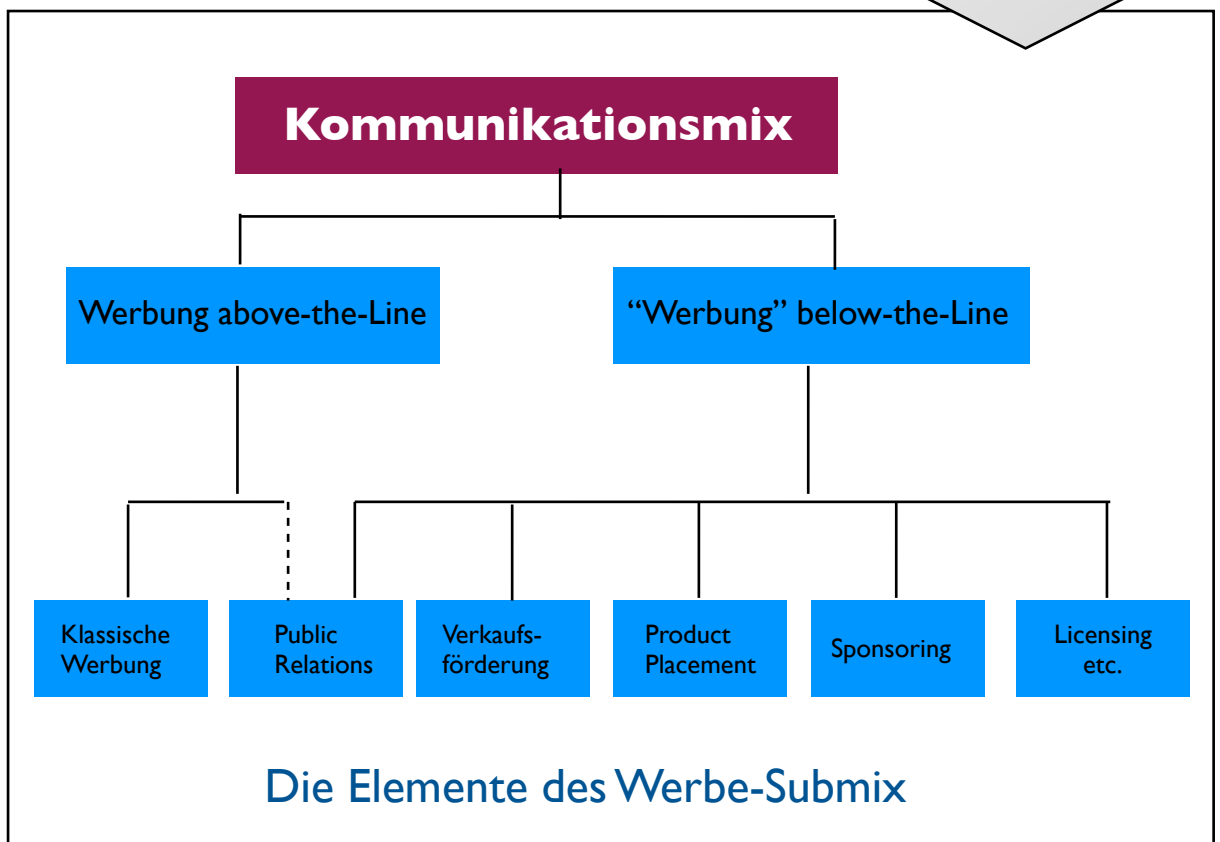 Kommunikationsmix
Werbung above-the-Line
“Werbung” below-the-Line
Klassische
Werbung
Public
Relations
Verkaufs-
förderung
Product
Placement
Sponsoring
Licensing
etc.
Die Elemente des Werbe-Submix